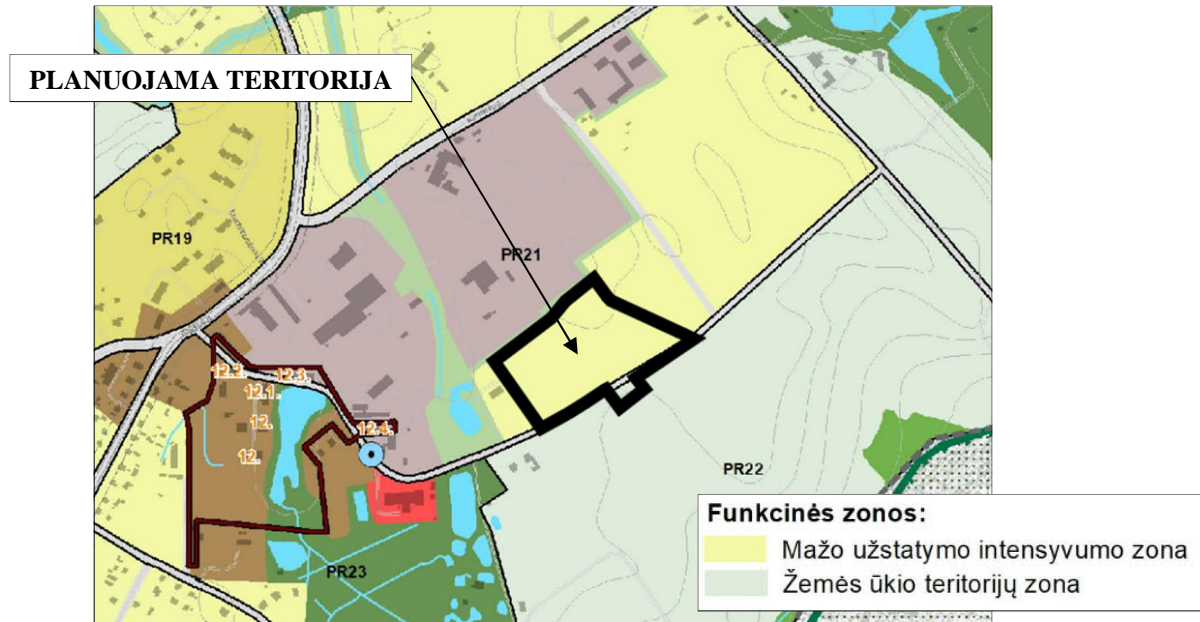 PLANUOJAMA TERITORIJA
PR19
PR21
12.2.
12.3.
12.1.
12.
12.4.
12.
PR22
PR23
Funkcinės zonos:
Mažo užstatymo intensyvumo zona
Žemės ūkio teritorijų zona